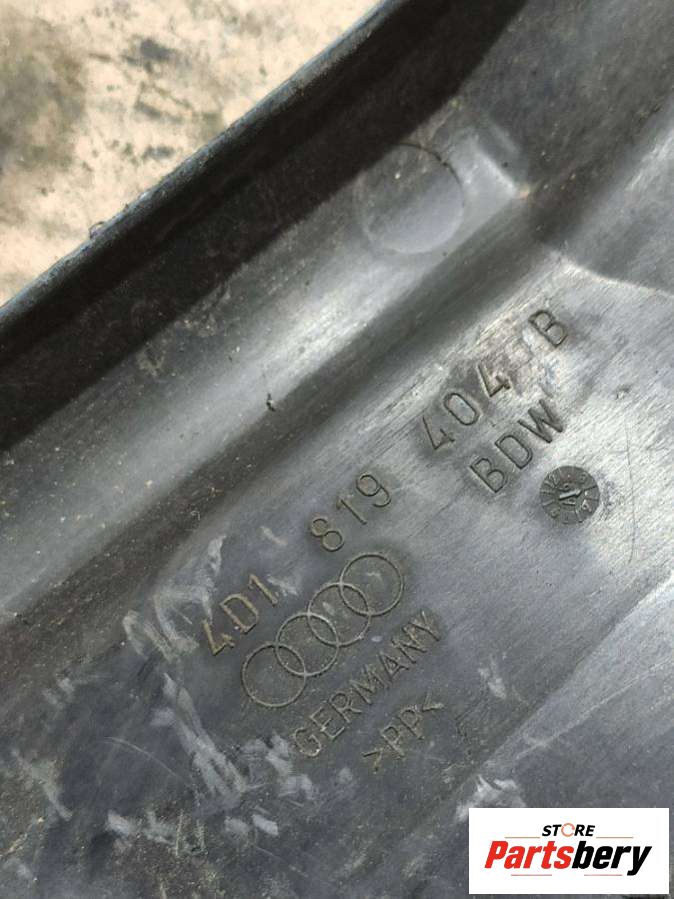 4D1 819 404 B
BDW
GERMANY
>PP<
STORE
Partsbery